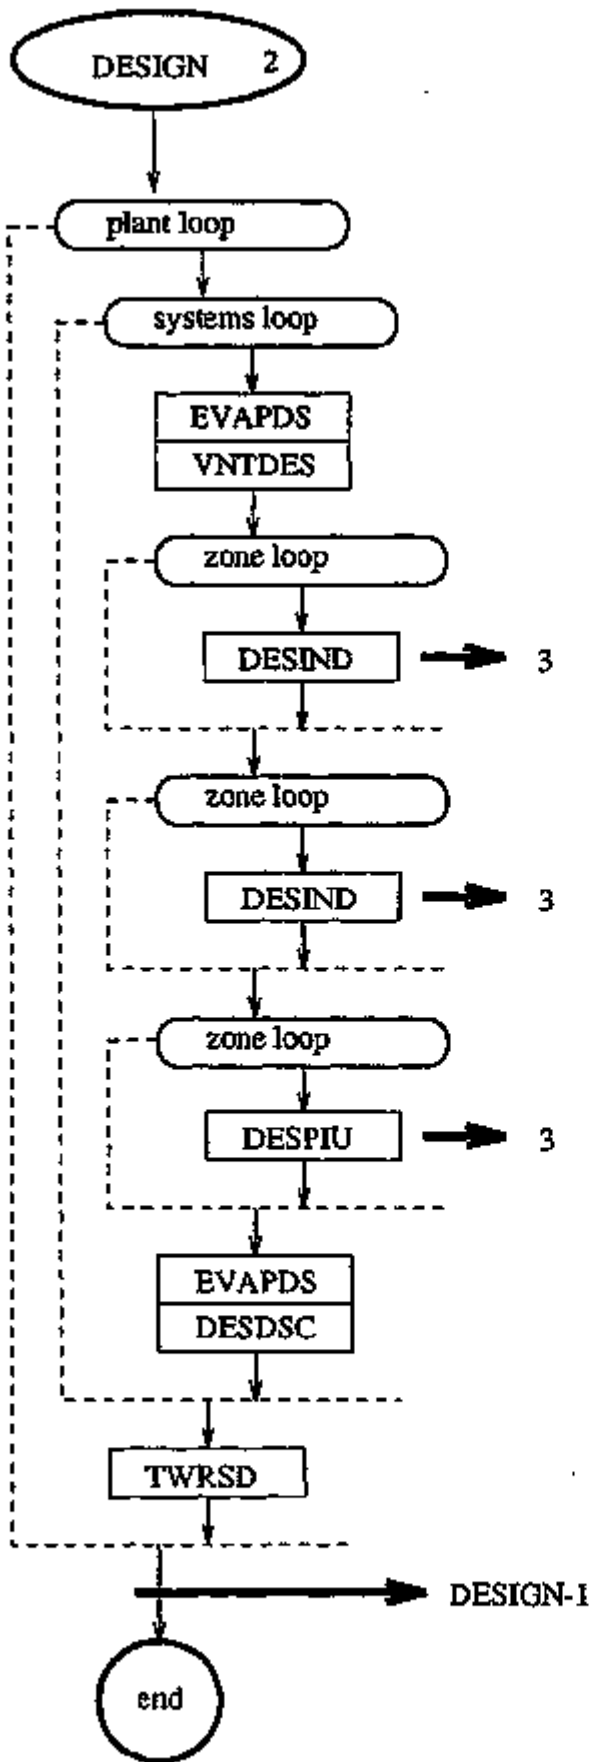 DESIGN 2
plant loop
systems loop
EVAPDS
VNTDES
zone loop
DESIND 3
zone loop
DESIND 3
zone loop
DESPIU 3
EVAPDS
DESDSC
TWRSD
DESIGN-1
end